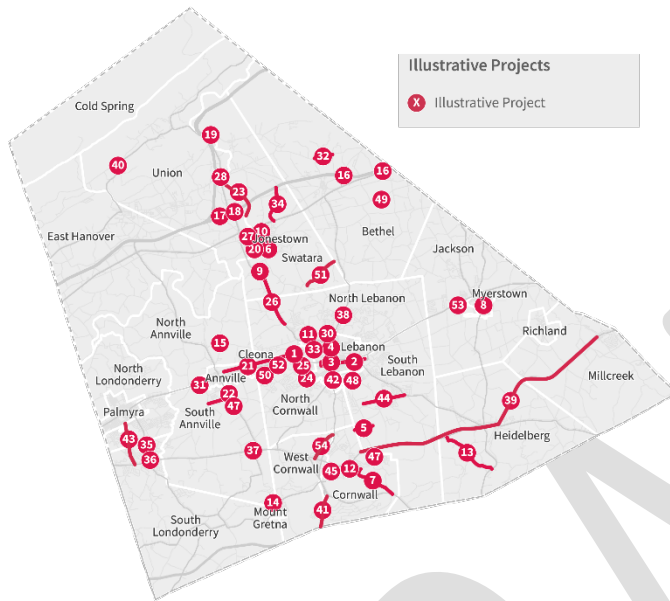 Illustrative Projects
X Illustrative Project
Cold Spring
19
40
Union
32
16
16
28
23
49
34
17
18
10
Bethel
East Hanover
27
Jonestown
20
6
Jackson
Swatara
9
51
Myerstown
North Lebanon
26
53
8
38
North
Annville
Richland
11
30
15
33
4
Lebanon
Cleona
1
South
Lebanon
North
Londonderry
21
52
25
3
2
Millcreek
50
24
42
48
Annville
31
22
44
39
47
North
Cornwall
Palmyra
South
Annville
5
Heidelberg
43
35
36
37
54
47
13
West
Cornwall
45
12
7
Cornwall
14
Mount
Gretna
41
South
Londonderry